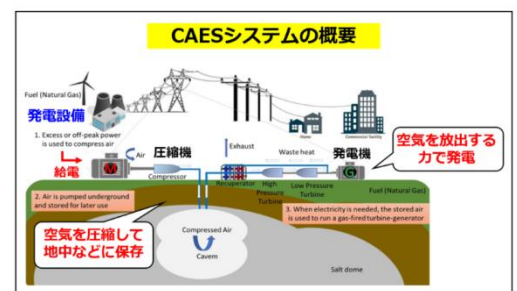 CAESシステムの概要
Fuel (Natural Gas)
発電設備
1. Excess or off-peak power
is used to compress air
給電
M
Air
圧縮機
Compressor
Exhaust
Waste heat
Recuperator
High
Pressure
Turbine
Low Pressure
Turbine
発電機
G
Home
Commercial Facility
空気を放出する
力で発電
Fuel (Natural Gas)
2. Air is pumped underground
and stored for later use
3. When electricity is needed, the stored air
is used to run a gas-fired turbine-generator
空気を圧縮して
地中などに保存
Compressed Air
Cavern
Salt dome